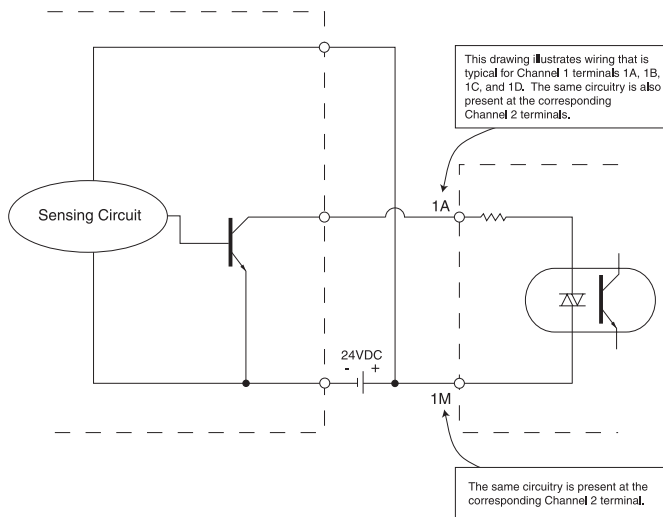 This drawing illustrates wiring that is
typical for Channel 1 terminals 1A, 1B,
1C, and 1D. The same circuitry is also
present at the corresponding
Channel 2 terminals.
1A
Sensing Circuit
24VDC
- +
1M
The same circuitry is present at the
corresponding Channel 2 terminal.